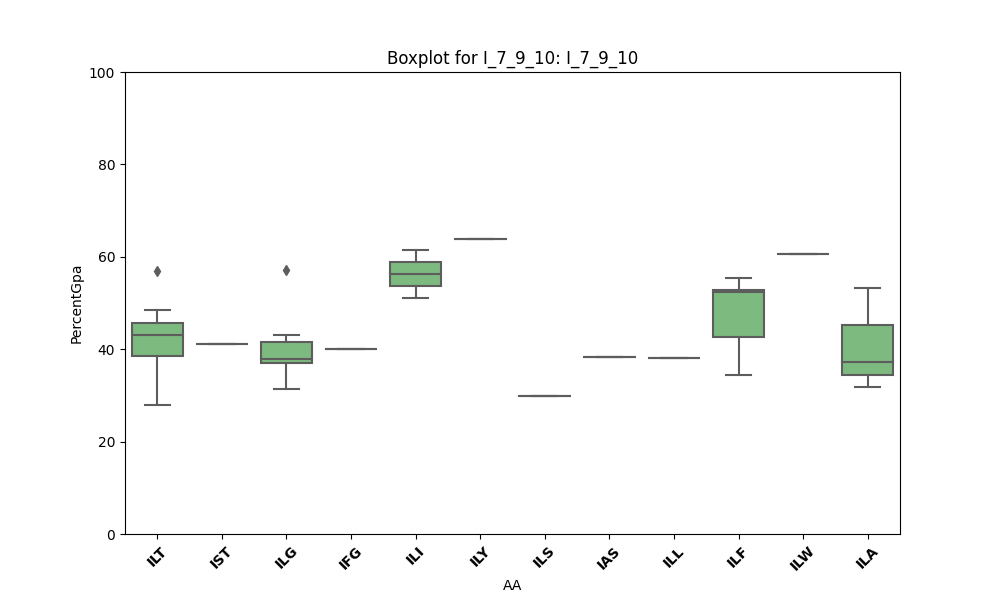 Boxplot for I_7_9_10: I_7_9_10
100
80
60
40
20
0
PercentGpa
ILT IST ILG IFG ILI ILY ILS IAS ILL ILF ILW ILA
AA